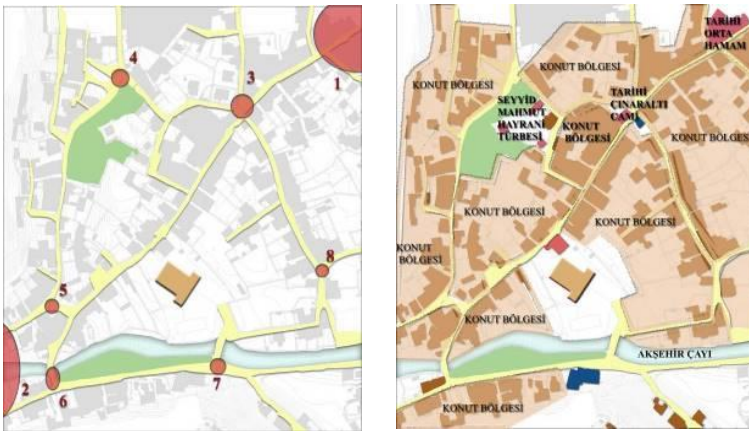 1
4
3
8
5
2
6
7
TARİHİ
ORTA
HAMAM
KONUT BÖLGESİ
KONUT BÖLGESİ
SEYYİD
MAHMUT
HAYRANİ
TÜRBESİ
TARİHİ
ÇINARALTI
CAMİ
KONUT
BÖLGESİ
KONUT BÖLGESİ
KONUT BÖLGESİ
KONUT BÖLGESİ
KONUT
BÖLGESİ
KONUT BÖLGESİ
AKŞEHİR ÇAYI
KONUT BÖLGESİ